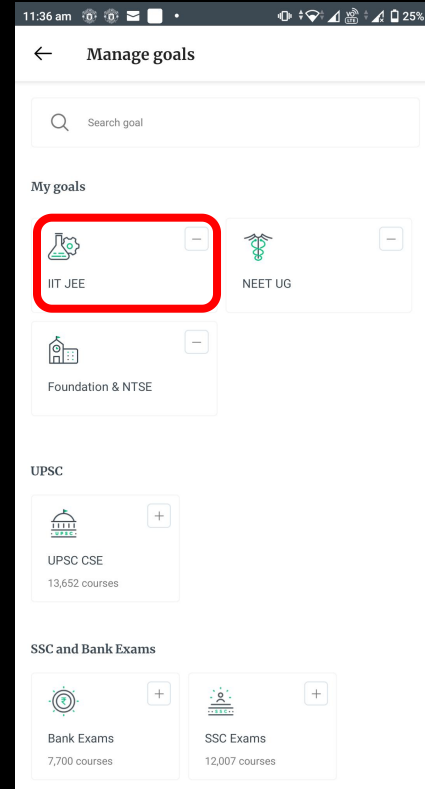 11:36 am 25%
Manage goals
Search goal
My goals
IIT JEE
NEET UG
Foundation & NTSE
UPSC
UPSC
UPSC CSE
13,652 courses
SSC and Bank Exams
SSC
Bank Exams
SSC Exams
7,700 courses
12,007 courses